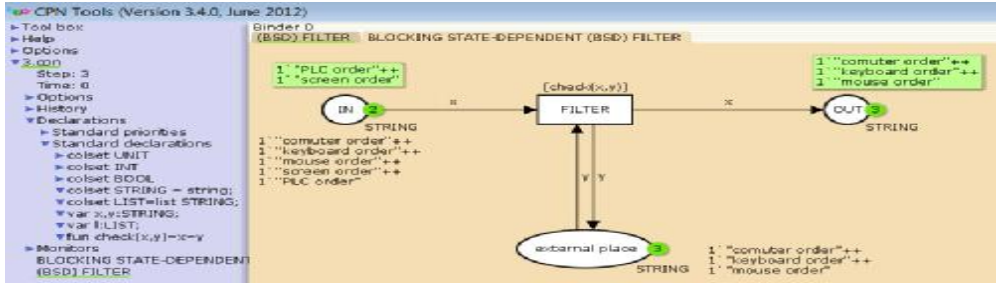 CPN Tools (Version 3.4.0, June 2012)
Tool box
Help
Options
3.cpn
Step: 3
Time: 0
Options
History
Declarations
Standard priorities
Standard declarations
colset UNIT
colset INT
colset BOOL
colset STRING = string;
colset LIST=list STRING;
var x,y:STRING;
var l:LIST;
fun check(x,y)=x=y
Monitors
BLOCKING STATE-DEPENDENT
(BSD) FILTER
Binder 0
(BSD) FILTER BLOCKING STATE-DEPENDENT (BSD) FILTER
1`"PLC order"++
1`"screen order"
IN 2
STRING
1`"comuter order"++
1`"keyboard order"++
1`"mouse order"++
1`"screen order"++
1`"PLC order"
x
[check(x,y)]
FILTER
x
1`"comuter order"++
1`"keyboard order"++
1`"mouse order"
OUT 3
STRING
y y
external place 3
STRING
1`"comuter order"++
1`"keyboard order"++
1`"mouse order"